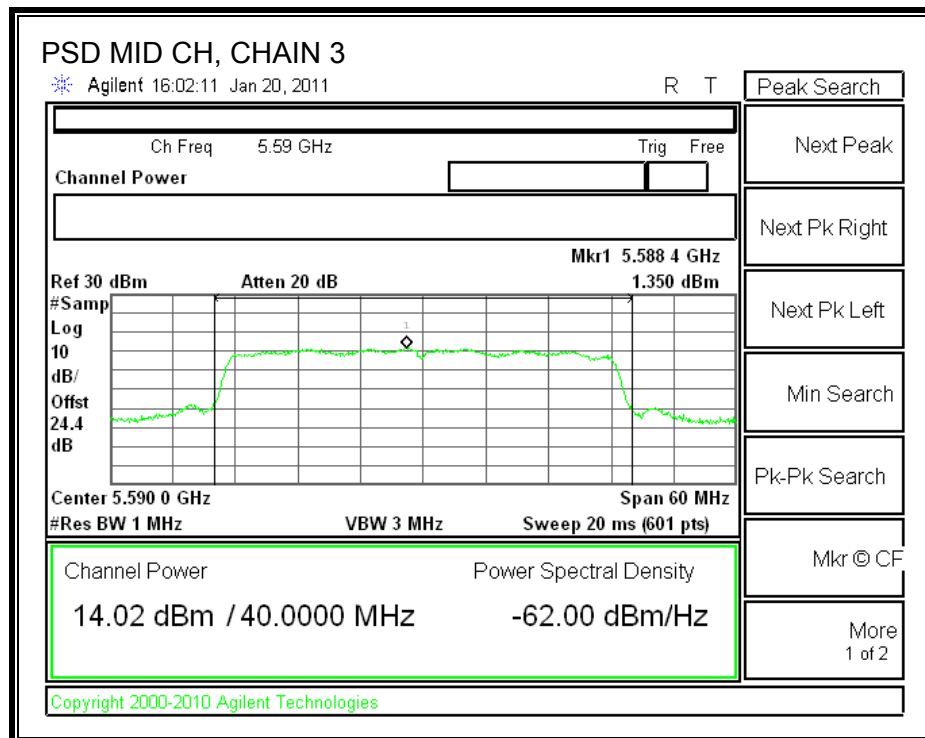 PSD MID CH, CHAIN 3
Agilent 16:02:11 Jan 20, 2011 R T
Ch Freq 5.59 GHz Trig Free
Channel Power
Mkr1 5.588 4 GHz
Ref 30 dBm Atten 20 dB 1.350 dBm
#Samp
Log
10
dB/
Offst
24.4
dB
1
Center 5.590 0 GHz Span 60 MHz
#Res BW 1 MHz VBW 3 MHz Sweep 20 ms (601 pts)
Channel Power Power Spectral Density
14.02 dBm / 40.0000 MHz -62.00 dBm/Hz
Copyright 2000-2010 Agilent Technologies
Peak Search
Next Peak
Next Pk Right
Next Pk Left
Min Search
Pk-Pk Search
Mkr © CF
More
1 of 2